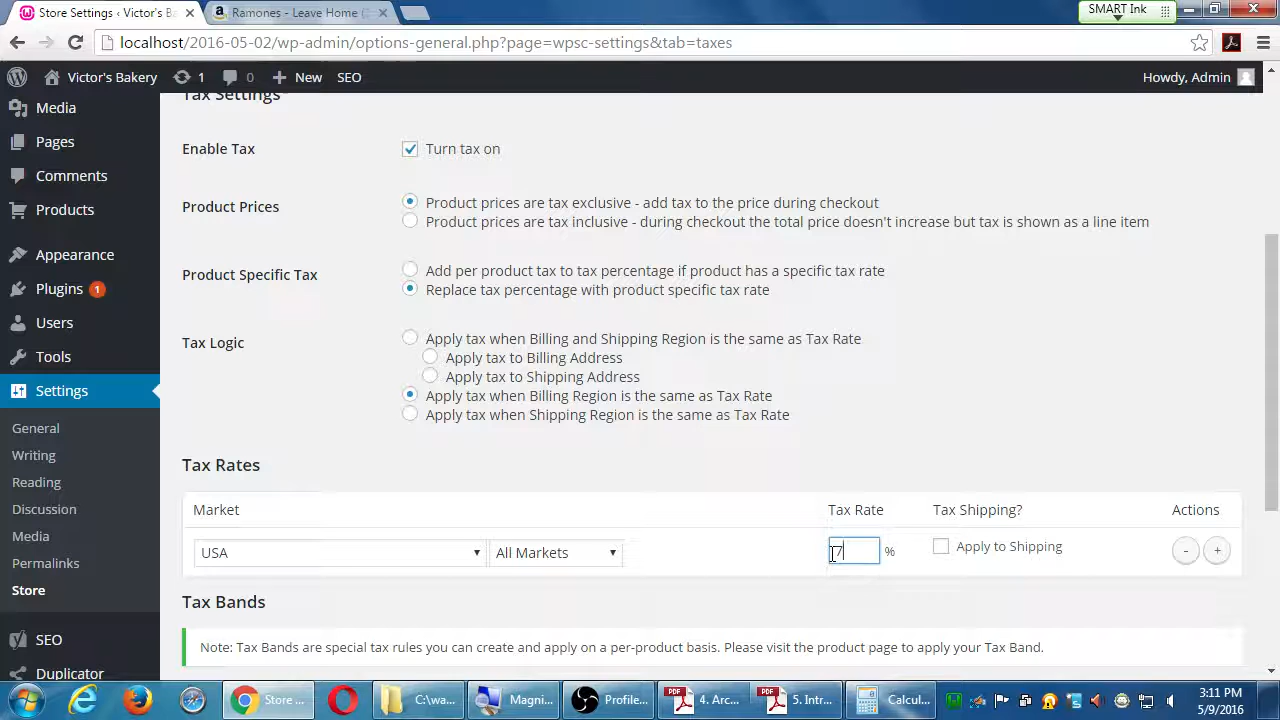 Store Settings ‹ Victor's Ba
Ramones - Leave Home (
SMART Ink
localhost/2016-05-02/wp-admin/options-general.php?page=wpsc-settings&tab=taxes
Victor's Bakery
1
0
New
SEO
Howdy, Admin
Media
Pages
Comments
Products
Appearance
Plugins 1
Users
Tools
Settings
General
Writing
Reading
Discussion
Media
Permalinks
Store
SEO
Duplicator
Tax Settings
Enable Tax
Turn tax on
Product Prices
Product prices are tax exclusive - add tax to the price during checkout
Product prices are tax inclusive - during checkout the total price doesn't increase but tax is shown as a line item
Product Specific Tax
Add per product tax to tax percentage if product has a specific tax rate
Replace tax percentage with product specific tax rate
Tax Logic
Apply tax when Billing and Shipping Region is the same as Tax Rate
Apply tax to Billing Address
Apply tax to Shipping Address
Apply tax when Billing Region is the same as Tax Rate
Apply tax when Shipping Region is the same as Tax Rate
Tax Rates
Market Tax Rate Tax Shipping? Actions
USA All Markets 7 % Apply to Shipping - +
Tax Bands
Note: Tax Bands are special tax rules you can create and apply on a per-product basis. Please visit the product page to apply your Tax Band.
Store ...
C:\wa...
Magni...
Profile...
PDF 4. Arc...
PDF 5. Intr...
Calcul...
3:11 PM
5/9/2016